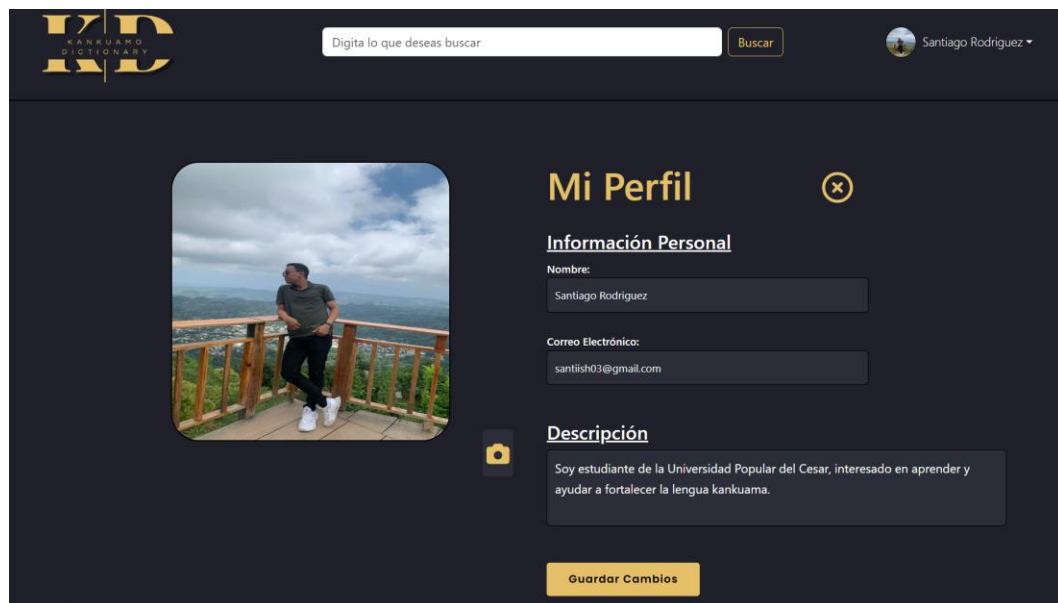 KD
KANKUAMO
DICTIONARY
Digita lo que deseas buscar
Buscar
Santiago Rodriguez
Mi Perfil
Información Personal
Nombre:
Santiago Rodriguez
Correo Electrónico:
santiish03@gmail.com
Descripción
Soy estudiante de la Universidad Popular del Cesar, interesado en aprender y
ayudar a fortalecer la lengua kankuama.
Guardar Cambios